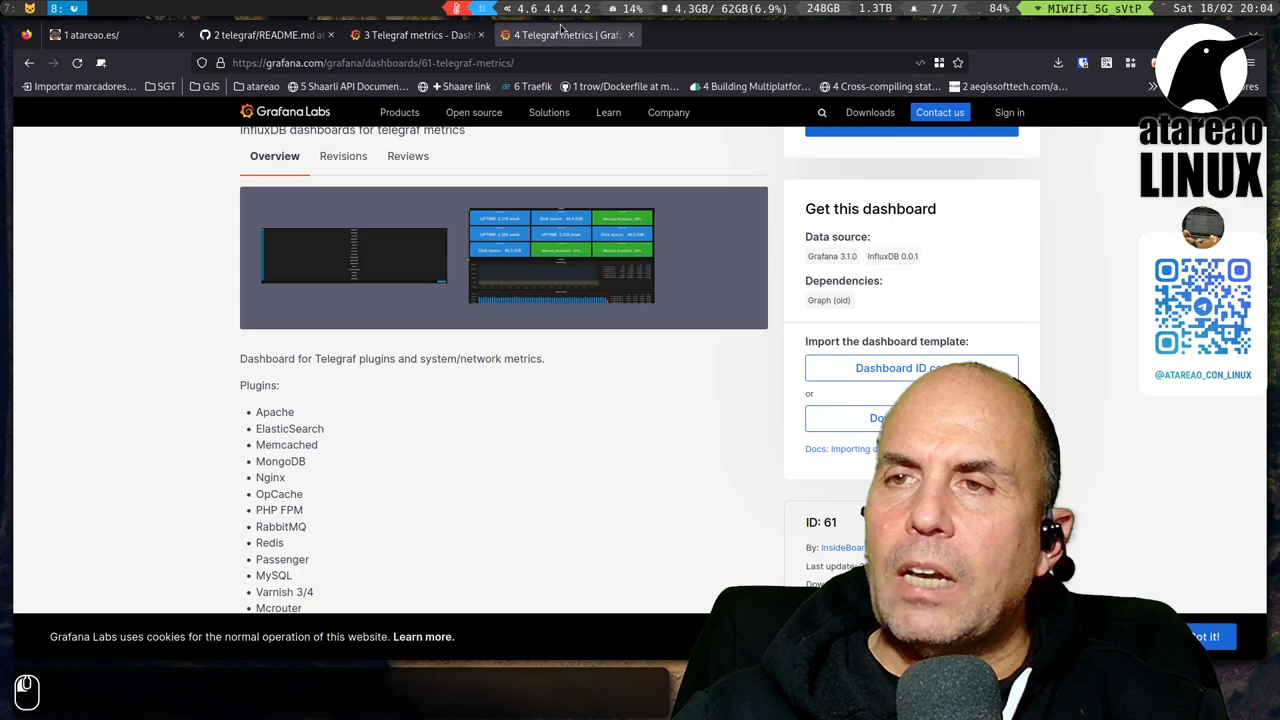 7: 8: 4.6 4.4 4.2 14% 4.3GB/ 62GB(6.9%) 248GB 1.3TB 7/ 7 84% MIWIFI 5G sVtP Sat 18/02 20:04
1 atareao.es/ 2 telegraf/README.md at 3 Telegraf metrics - Dash 4 Telegraf metrics | Grafa
https://grafana.com/grafana/dashboards/61-telegraf-metrics/
Importar marcadores... SGT GJS atareao 5 Shaarli API Documen... Shaare link 6 Traefik 1 trow/Dockerfile at m... 4 Building Multiplatfor... 4 Cross-compiling stat... 2 aegissofttech.com/a...
Grafana Labs Products Open source Solutions Learn Company Downloads Contact us Sign in
InfluxDB dashboards for telegraf metrics
Overview Revisions Reviews
Get this dashboard
Data source:
Grafana 3.1.0 InfluxDB 0.0.1
Dependencies:
Graph (old)
Import the dashboard template:
Dashboard ID
or
Docs: Importing
ID: 61
By:
Last update:
Dashboard for Telegraf plugins and system/network metrics.
Plugins:
• Apache
• ElasticSearch
• Memcached
• MongoDB
• Nginx
• OpCache
• PHP FPM
• RabbitMQ
• Redis
• Passenger
• MySQL
• Varnish 3/4
• Mcrouter
Grafana Labs uses cookies for the normal operation of this website. Learn more.
it!
atareao
LINUX
@ATAREAO_CON_LINUX